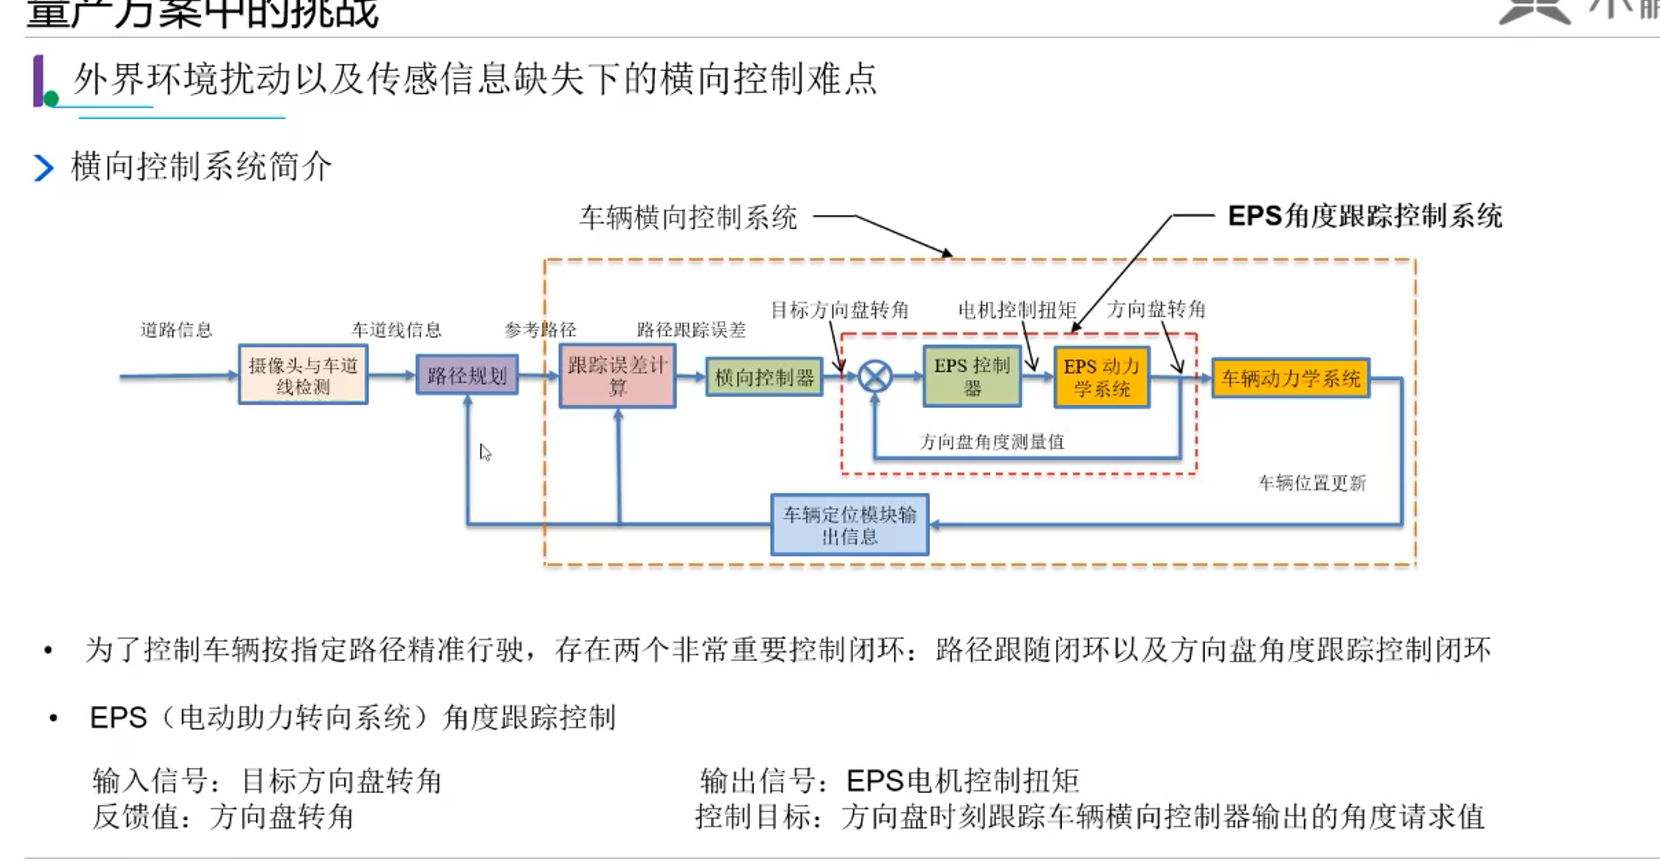 量产方案中的挑战
外界环境扰动以及传感信息缺失下的横向控制难点
横向控制系统简介
车辆横向控制系统
EPS角度跟踪控制系统
目标方向盘转角
电机控制扭矩
方向盘转角
道路信息
车道线信息
参考路径
路径跟踪误差
摄像头与车道
线检测
路径规划
跟踪误差计
算
横向控制器
EPS 控制
器
EPS 动力
学系统
车辆动力学系统
方向盘角度测量值
车辆位置更新
车辆定位模块输
出信息
• 为了控制车辆按指定路径精准行驶，存在两个非常重要控制闭环：路径跟随闭环以及方向盘角度跟踪控制闭环
• EPS（电动助力转向系统）角度跟踪控制
输入信号：目标方向盘转角
输出信号：EPS电机控制扭矩
反馈值：方向盘转角
控制目标：方向盘时刻跟踪车辆横向控制器输出的角度请求值